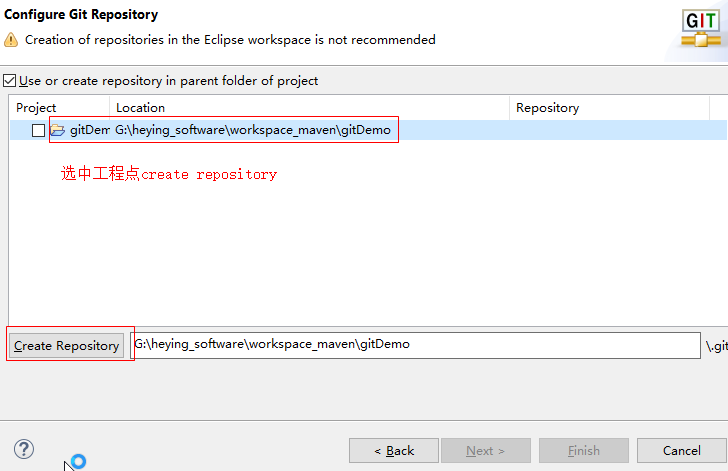 Configure Git Repository
GIT
Creation of repositories in the Eclipse workspace is not recommended
Use or create repository in parent folder of project
Project Location Repository
gitDem G:\heying_software\workspace_maven\gitDemo
选中工程点create repository
Create Repository G:\heying_software\workspace_maven\gitDemo \.git
? < Back Next > Finish Cancel